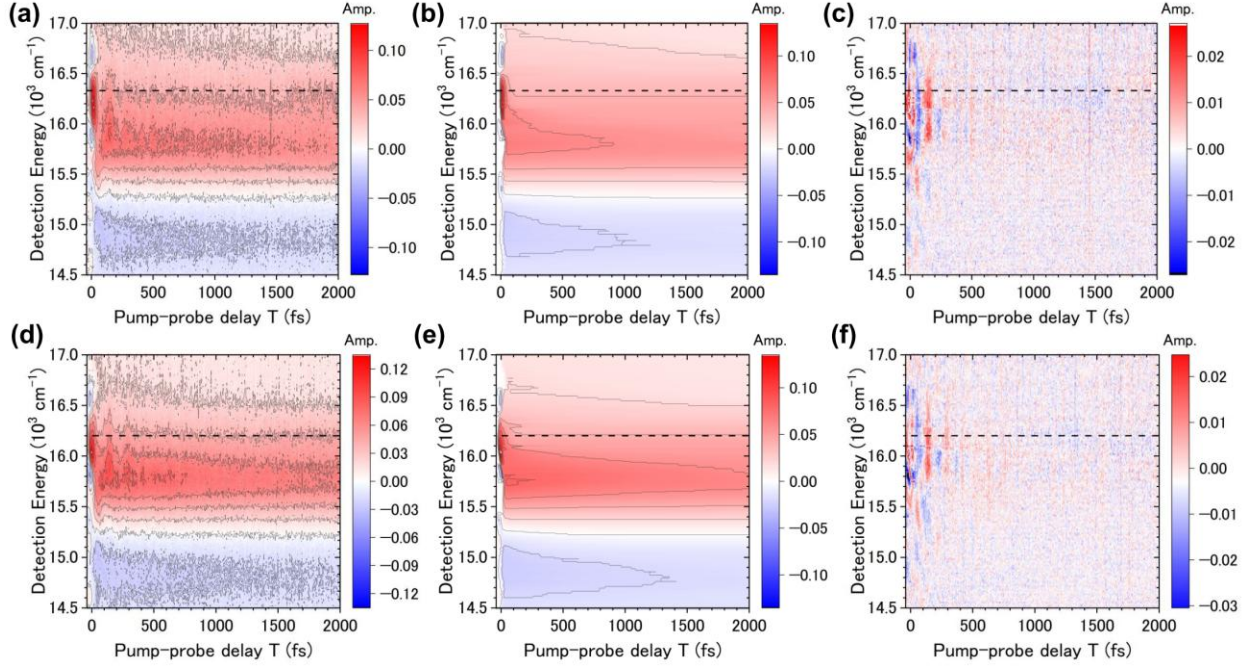 (a)
Amp.
17.0
16.5
16.0
15.5
15.0
14.5
Detection Energy (10³ cm⁻¹)
0 500 1000 1500 2000
Pump-probe delay T (fs)
0.10
0.05
0.00
−0.05
−0.10
(b)
Amp.
17.0
16.5
16.0
15.5
15.0
14.5
Detection Energy (10³ cm⁻¹)
0 500 1000 1500 2000
Pump-probe delay T (fs)
0.10
0.05
0.00
−0.05
−0.10
(c)
Amp.
17.0
16.5
16.0
15.5
15.0
14.5
Detection Energy (10³ cm⁻¹)
0 500 1000 1500 2000
Pump-probe delay T (fs)
0.02
0.01
0.00
−0.01
−0.02
(d)
Amp.
17.0
16.5
16.0
15.5
15.0
14.5
Detection Energy (10³ cm⁻¹)
0 500 1000 1500 2000
Pump-probe delay T (fs)
0.12
0.09
0.06
0.03
0.00
−0.03
−0.06
−0.09
−0.12
(e)
Amp.
17.0
16.5
16.0
15.5
15.0
14.5
Detection Energy (10³ cm⁻¹)
0 500 1000 1500 2000
Pump-probe delay T (fs)
0.10
0.05
0.00
−0.05
−0.10
(f)
Amp.
17.0
16.5
16.0
15.5
15.0
14.5
Detection Energy (10³ cm⁻¹)
0 500 1000 1500 2000
Pump-probe delay T (fs)
0.02
0.01
0.00
−0.01
−0.02
−0.03